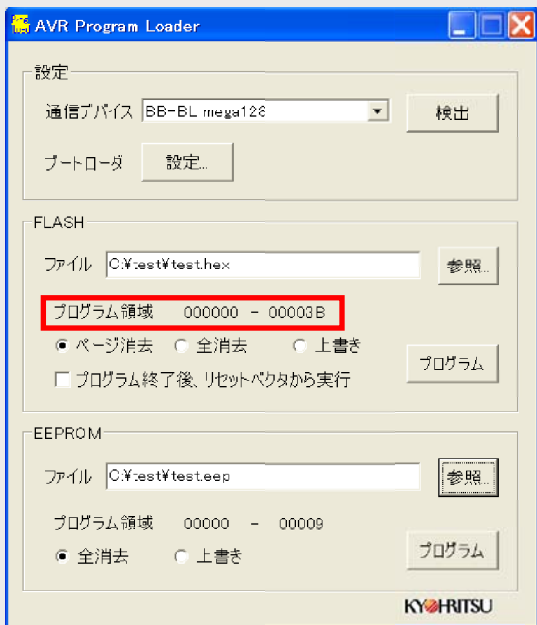 AVR Program Loader
設定
通信デバイス BB-BL mega128 検出
ブートローダ 設定...
FLASH
ファイル C:¥test¥test.hex 参照...
プログラム領域 000000 - 00003B
ページ消去 全消去 上書き
プログラム
プログラム終了後、リセットベクタから実行
EEPROM
ファイル C:¥test¥test.eep 参照...
プログラム領域 00000 - 00009
全消去 上書き プログラム
KYOHRITSU